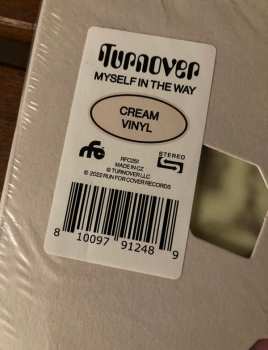 Turnover
MYSELF IN THE WAY
CREAM
VINYL
rfc
RFC251
MADE IN CZ
℗ TURNOVER LLC
© 2022 RUN FOR COVER RECORDS
STEREO
8 10097 91248 9